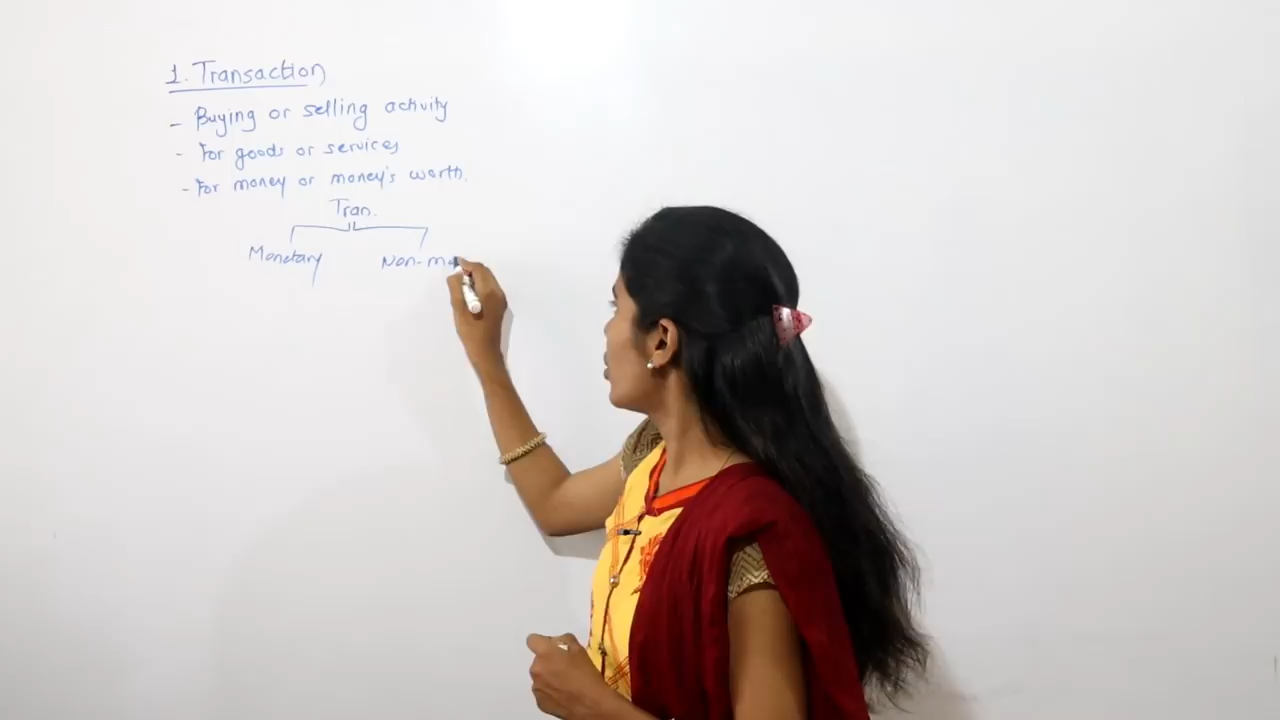 1. Transaction
- Buying or selling activity
- For goods or services
- For money or money's worth.
Tran.
Monetary Non-mo